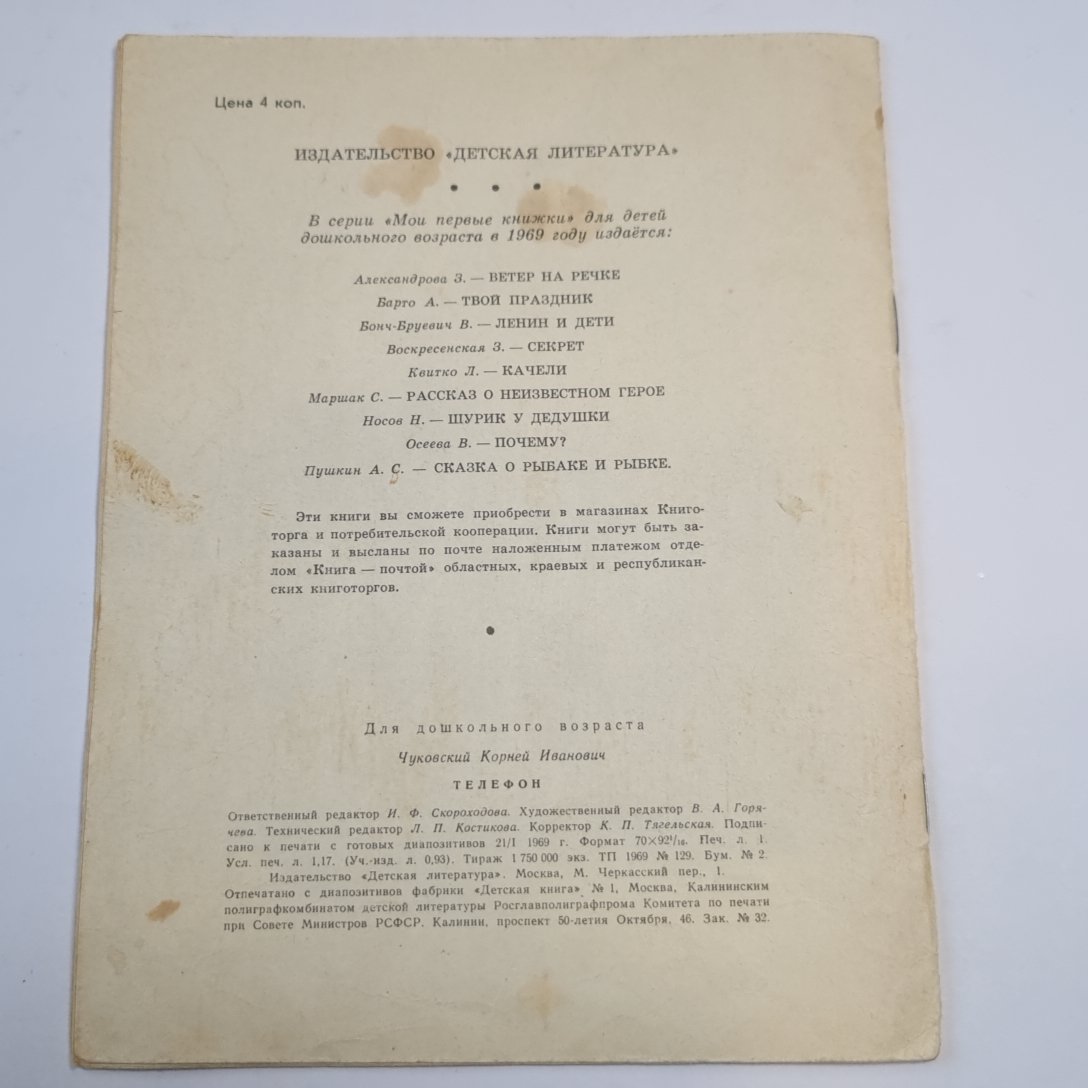 Цена 4 коп.
ИЗДАТЕЛЬСТВО «ДЕТСКАЯ ЛИТЕРАТУРА»
• • •
В серии «Мои первые книжки» для детей
дошкольного возраста в 1969 году издаётся:
Александрова З. — ВЕТЕР НА РЕЧКЕ
Барто А. — ТВОЙ ПРАЗДНИК
Бонч-Бруевич В. — ЛЕНИН И ДЕТИ
Воскресенская З. — СЕКРЕТ
Квитко Л. — КАЧЕЛИ
Маршак С. — РАССКАЗ О НЕИЗВЕСТНОМ ГЕРОЕ
Носов Н. — ШУРИК У ДЕДУШКИ
Осеева В. — ПОЧЕМУ?
Пушкин А. С. — СКАЗКА О РЫБАКЕ И РЫБКЕ.
Эти книги вы сможете приобрести в магазинах Книго-
торга и потребительской кооперации. Книги могут быть за-
казаны и высланы по почте наложенным платежом отде-
лом «Книга — почтой» областных, краевых и республикан-
ских книготоргов.
•
Для дошкольного возраста
Чуковский Корней Иванович
ТЕЛЕФОН
Ответственный редактор И. Ф. Скороходова. Художественный редактор В. А. Горя-
чева. Технический редактор Л. П. Костикова. Корректор К. П. Тягельская. Подпи-
сано к печати с готовых диапозитивов 21/I 1969 г. Формат 70×92¹/₁₆. Печ. л. 1.
Усл. печ. л. 1,17. (Уч.-изд. л. 0,93). Тираж 1 750 000 экз. ТП 1969 № 129. Бум. № 2.
Издательство «Детская литература». Москва, М. Черкасский пер., 1.
Отпечатано с диапозитивов фабрики «Детская книга» № 1, Москва, Калининским
полиграфкомбинатом детской литературы Росглавполиграфпрома Комитета по печати
при Совете Министров РСФСР. Калинин, проспект 50-летия Октября, 46. Зак. № 32.